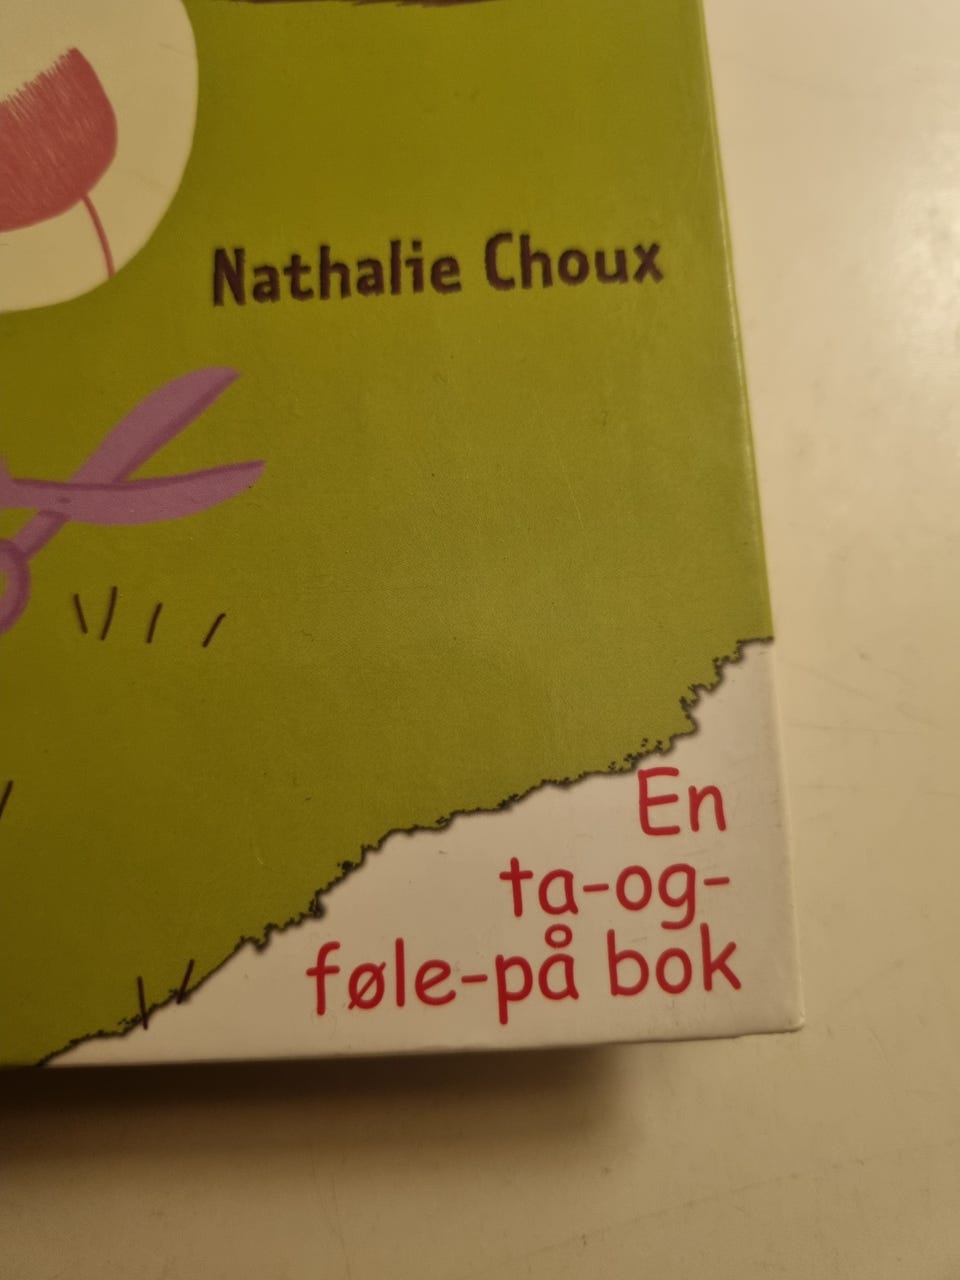 Nathalie Choux
En
ta-og-
føle-på bok